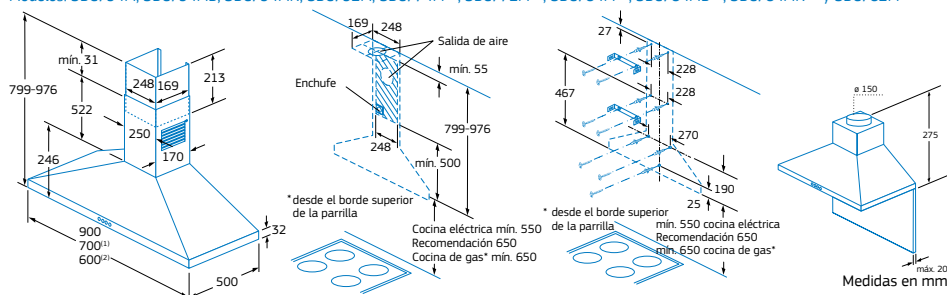 mín. 31
799-976
522
246
248
169
213
250
170
32
900
700(1)
600(2)
500
169
248
Salida de aire
mín. 55
Enchufe
799-976
248
mín. 500
* desde el borde superior
de la parrilla
Cocina eléctrica mín. 550
Recomendación 650
Cocina de gas* mín. 650
27
228
467
228
270
190
25
* desde el borde superior
de la parrilla
mín. 550 cocina eléctrica
Recomendación 650
mín. 650 cocina de gas*
ø 150
275
máx. 20
Medidas en mm